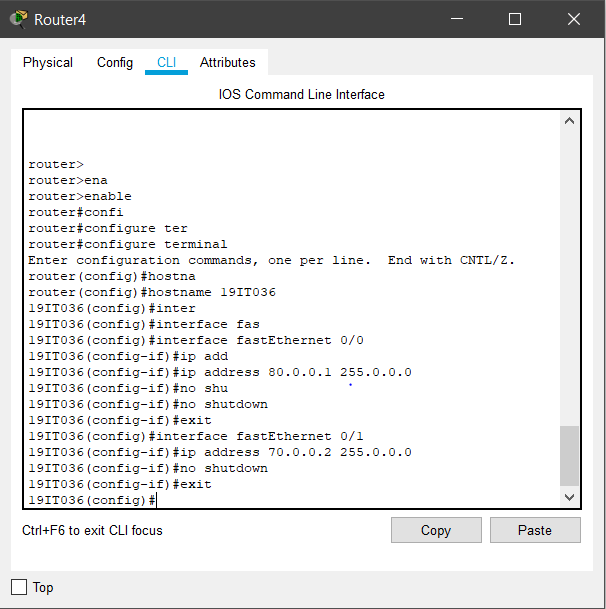 Router4
Physical Config CLI Attributes
IOS Command Line Interface
router>
router>ena
router>enable
router#confi
router#configure ter
router#configure terminal
Enter configuration commands, one per line.  End with CNTL/Z.
router(config)#hostna
router(config)#hostname 19IT036
19IT036(config)#inter
19IT036(config)#interface fas
19IT036(config)#interface fastEthernet 0/0
19IT036(config-if)#ip add
19IT036(config-if)#ip address 80.0.0.1 255.0.0.0
19IT036(config-if)#no shu
19IT036(config-if)#no shutdown
19IT036(config-if)#exit
19IT036(config)#interface fastEthernet 0/1
19IT036(config-if)#ip address 70.0.0.2 255.0.0.0
19IT036(config-if)#no shutdown
19IT036(config-if)#exit
19IT036(config)#
Ctrl+F6 to exit CLI focus Copy Paste
Top